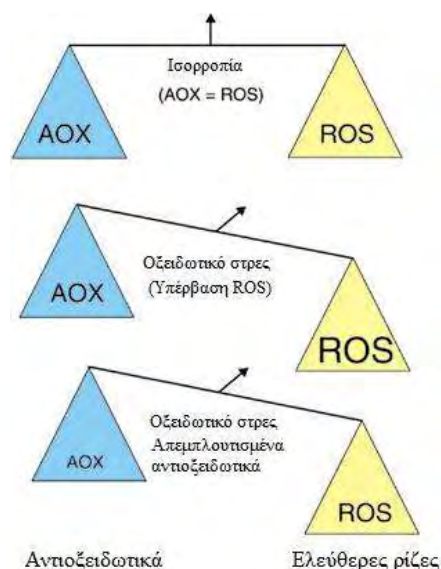 Ισορροπία
(AOX = ROS)
AOX
ROS
Οξειδωτικό στρες
(Υπέρβαση ROS)
AOX
ROS
Οξειδωτικό στρες
Απεμπλουτισμένα
αντιοξειδωτικά
AOX
ROS
Αντιοξειδωτικά
Ελεύθερες ρίζες